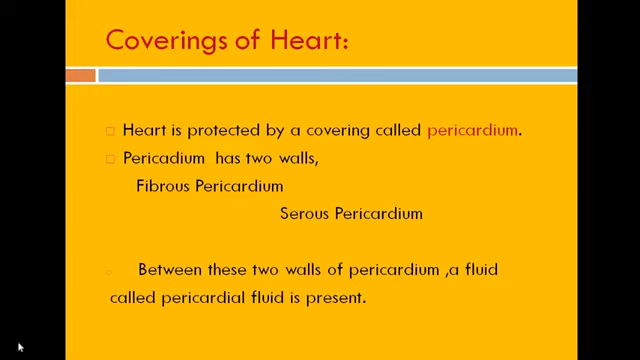 Coverings of Heart:
Heart is protected by a covering called pericardium.
Pericadium has two walls,
Fibrous Pericardium
Serous Pericardium
Between these two walls of pericardium ,a fluid
called pericardial fluid is present.